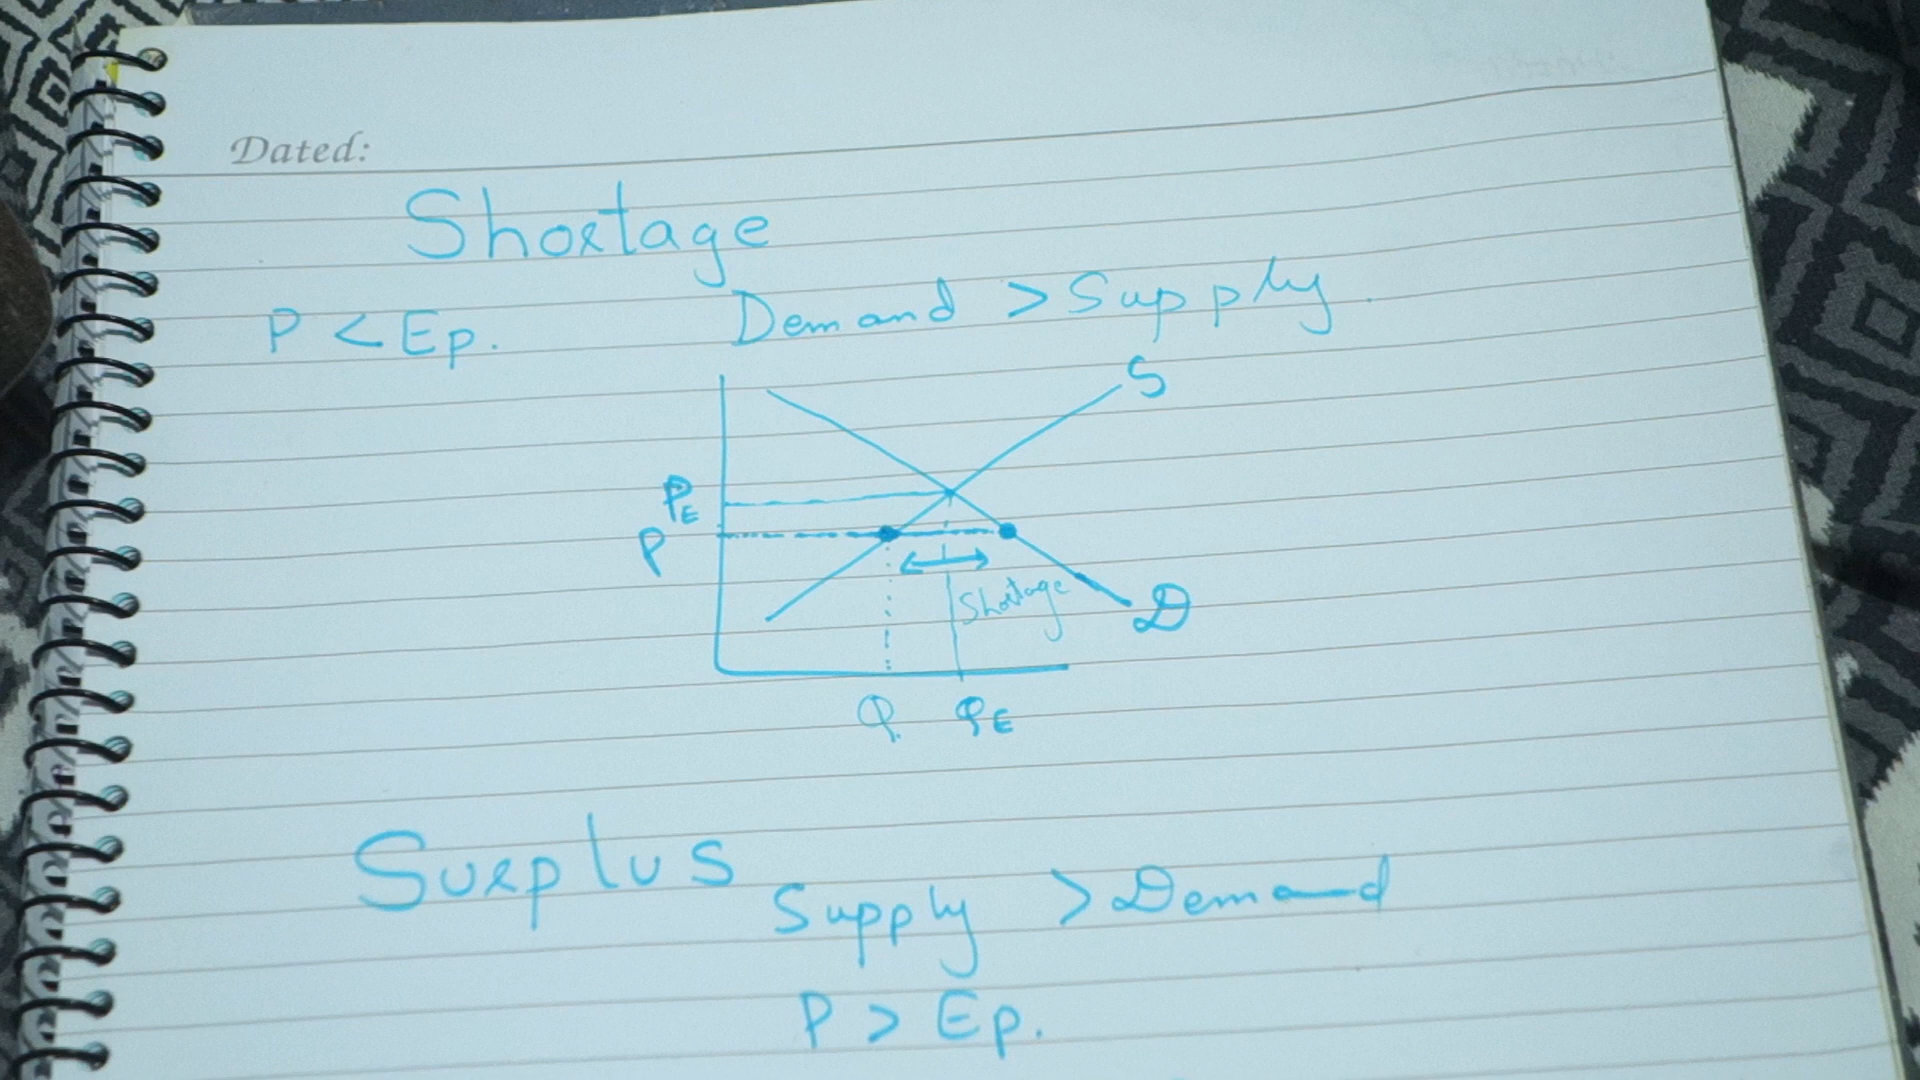 Dated:
Shortage
P < Ep. Demand > Supply.
S
PE
P
Shortage
D
Q QE
Surplus
Supply > Demand
P > Ep.